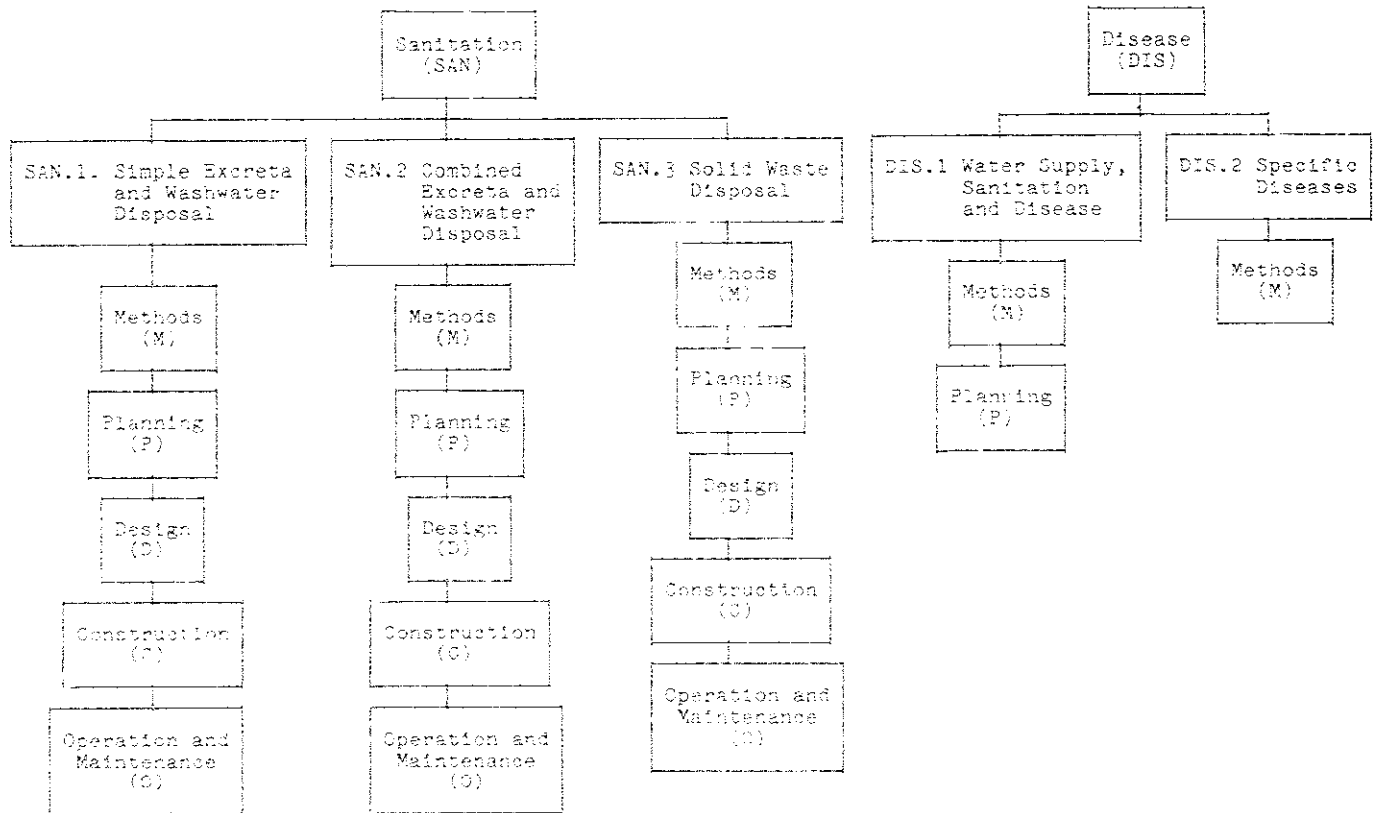 Sanitation
(SAN)
Disease
(DIS)
SAN.1. Simple Excreta
and Washwater
Disposal
SAN.2 Combined
Excreta and
Washwater
Disposal
SAN.3 Solid Waste
Disposal
DIS.1 Water Supply,
Sanitation
and Disease
DIS.2 Specific
Diseases
Methods
(M)
Planning
(P)
Design
(D)
Construction
(C)
Operation and
Maintenance
(O)
Methods
(M)
Planning
(P)
Design
(D)
Construction
(C)
Operation and
Maintenance
(O)
Methods
(M)
Planning
(P)
Design
(D)
Construction
(C)
Operation and
Maintenance
(O)
Methods
(M)
Planning
(P)
Methods
(M)